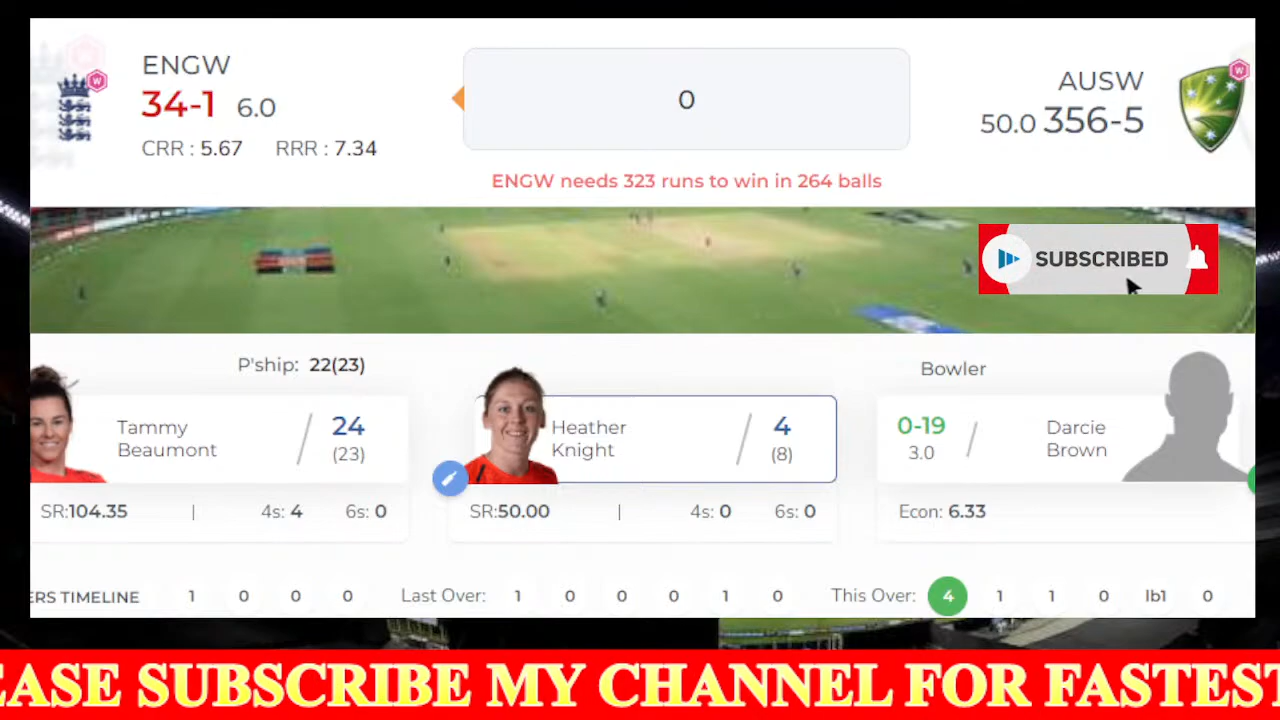 ENGW
34-1 6.0
CRR : 5.67 RRR : 7.34
0
AUSW
50.0 356-5
ENGW needs 323 runs to win in 264 balls
SUBSCRIBED
P'ship: 22(23)
Bowler
Tammy Beaumont
24
(23)
Heather Knight
4
(8)
0-19
3.0
Darcie Brown
SR:104.35 | 4s: 4 6s: 0
SR:50.00 | 4s: 0 6s: 0
Econ: 6.33
ERS TIMELINE 1 0 0 0 Last Over: 1 0 0 0 1 0 This Over: 4 1 1 0 lb1 0
EASE SUBSCRIBE MY CHANNEL FOR FASTEST